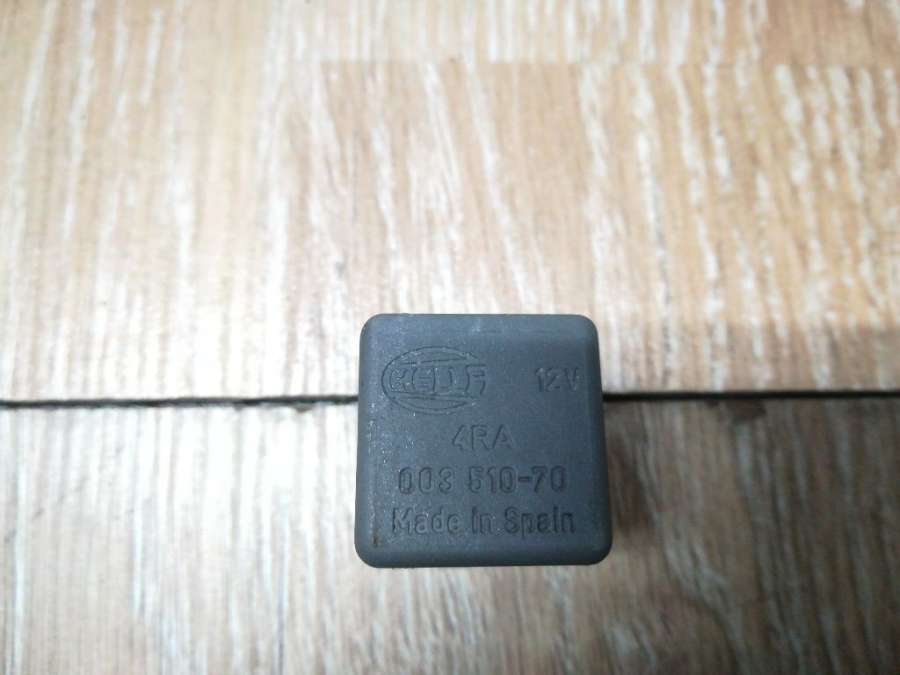 HELLA 12V
4RA
003 510-70
Made in Spain